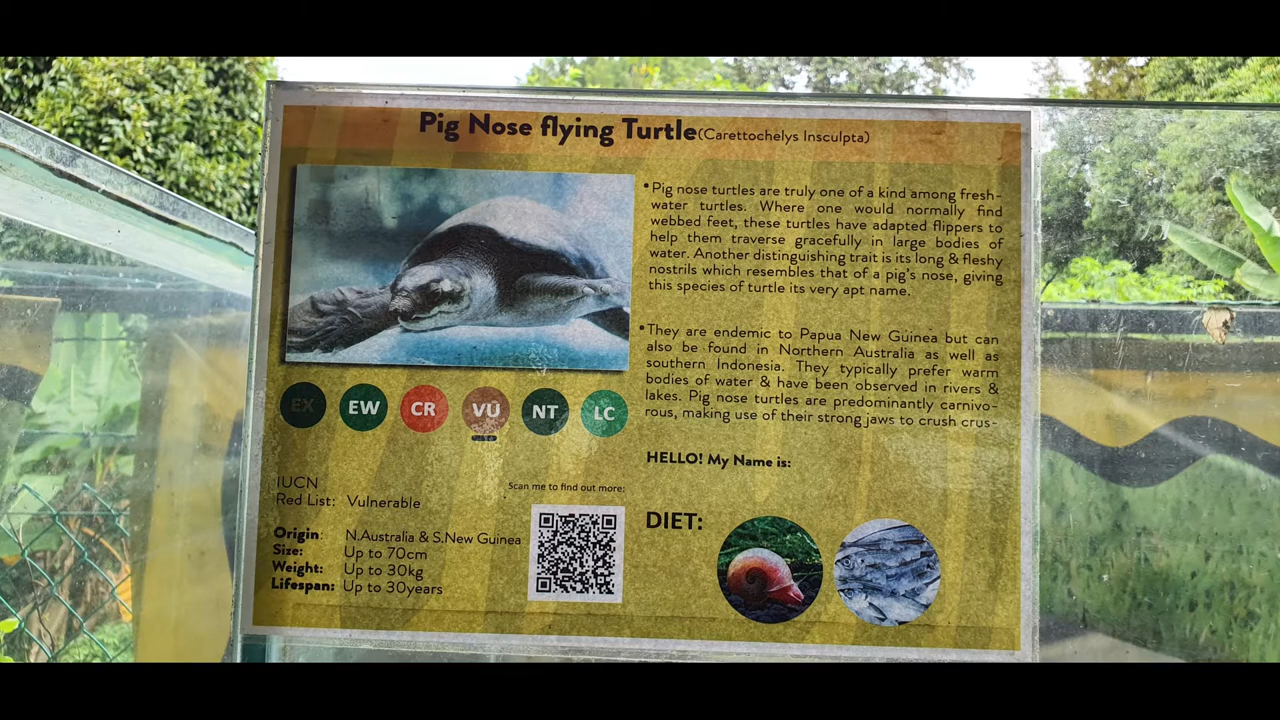 Pig Nose flying Turtle(Carettochelys Insculpta)
•Pig nose turtles are truly one of a kind among fresh-
water turtles. Where one would normally find
webbed feet, these turtles have adapted flippers to
help them traverse gracefully in large bodies of
water. Another distinguishing trait is its long & fleshy
nostrils which resembles that of a pig's nose, giving
this species of turtle its very apt name.
•They are endemic to Papua New Guinea but can
also be found in Northern Australia as well as
southern Indonesia. They typically prefer warm
bodies of water & have been observed in rivers &
lakes. Pig nose turtles are predominantly carnivo-
rous, making use of their strong jaws to crush crus-
EX EW CR VU NT LC
IUCN
Red List: Vulnerable
Origin: N.Australia & S.New Guinea
Size: Up to 70cm
Weight: Up to 30kg
Lifespan: Up to 30years
Scan me to find out more:
HELLO! My Name is:
DIET: